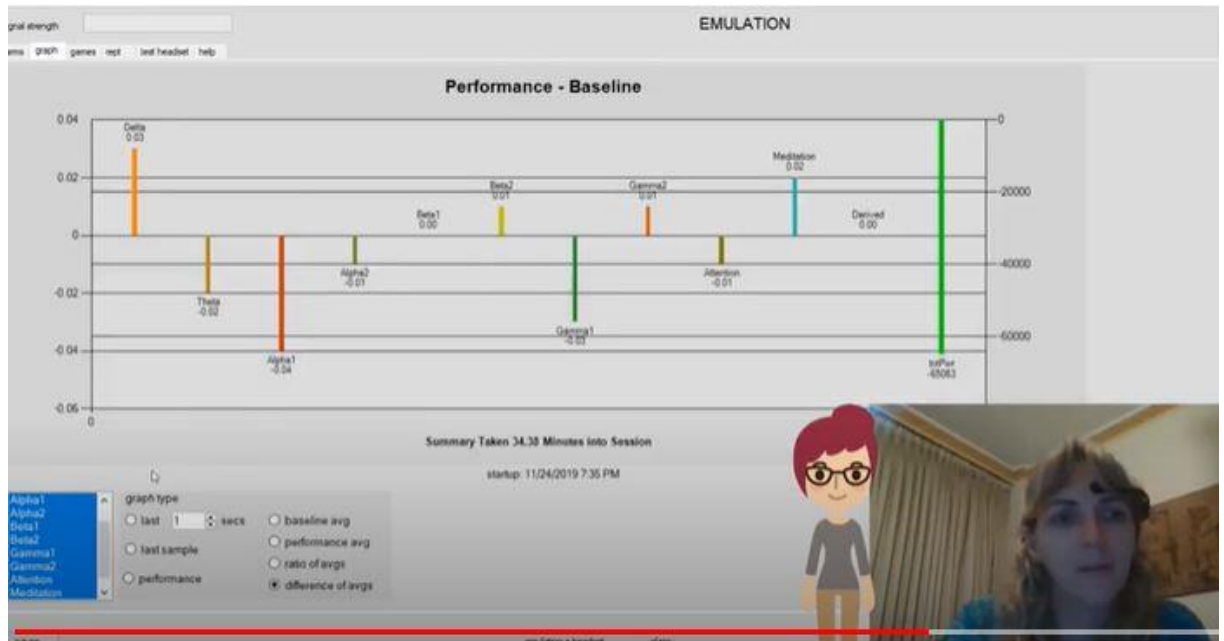 gnal strength
EMULATION
ems graph games rept test headset help
Performance - Baseline
0.04
0.02
0
-0.02
-0.04
-0.06
0
0
-20000
-40000
-60000
Delta
0.03
Theta
-0.02
Alpha1
-0.04
Alpha2
-0.01
Beta1
0.00
Beta2
0.01
Gamma1
-0.03
Gamma2
0.01
Attention
-0.01
Meditation
0.02
Derived
0.00
totPwr
-65063
Summary Taken 34.38 Minutes into Session
startup: 11/24/2019 7:35 PM
Alpha1
Alpha2
Beta1
Beta2
Gamma1
Gamma2
Attention
Meditation
graph type
last 1 secs
last sample
performance
baseline avg
performance avg
ratio of avgs
difference of avgs